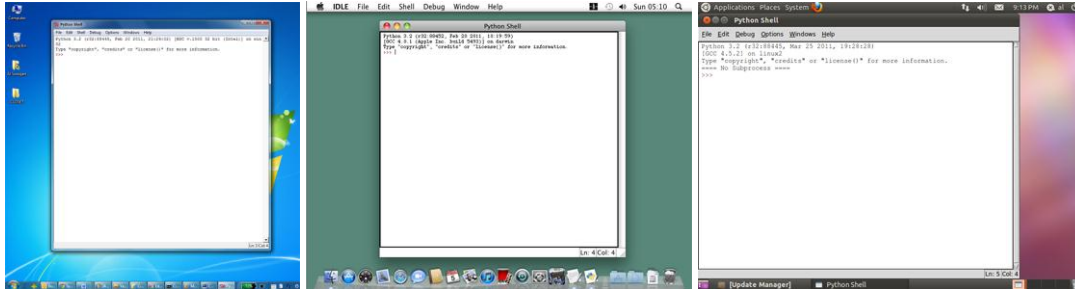 Computer
Python Shell
File Edit Shell Debug Options Windows Help
Type "copyright", "credits" or "license()" for more information.
>>>
IDLE File Edit Shell Debug Window Help
Sun 05:10
Python Shell
Python 3.2 (r32:88452, Feb 20 2011, 10:19:59)
[GCC 4.0.1 (Apple Inc. build 5493)] on darwin
Type "copyright", "credits" or "license()" for more information.
>>>
Ln: 4 Col: 4
Applications Places System
9:13 PM
Python Shell
File Edit Debug Options Windows Help
Python 3.2 (r32:88445, Mar 25 2011, 19:28:28)
[GCC 4.5.2] on linux2
Type "copyright", "credits" or "license()" for more information.
==== No Subprocess ====
>>>
Ln: 5 Col: 4
[Update Manager]
Python Shell